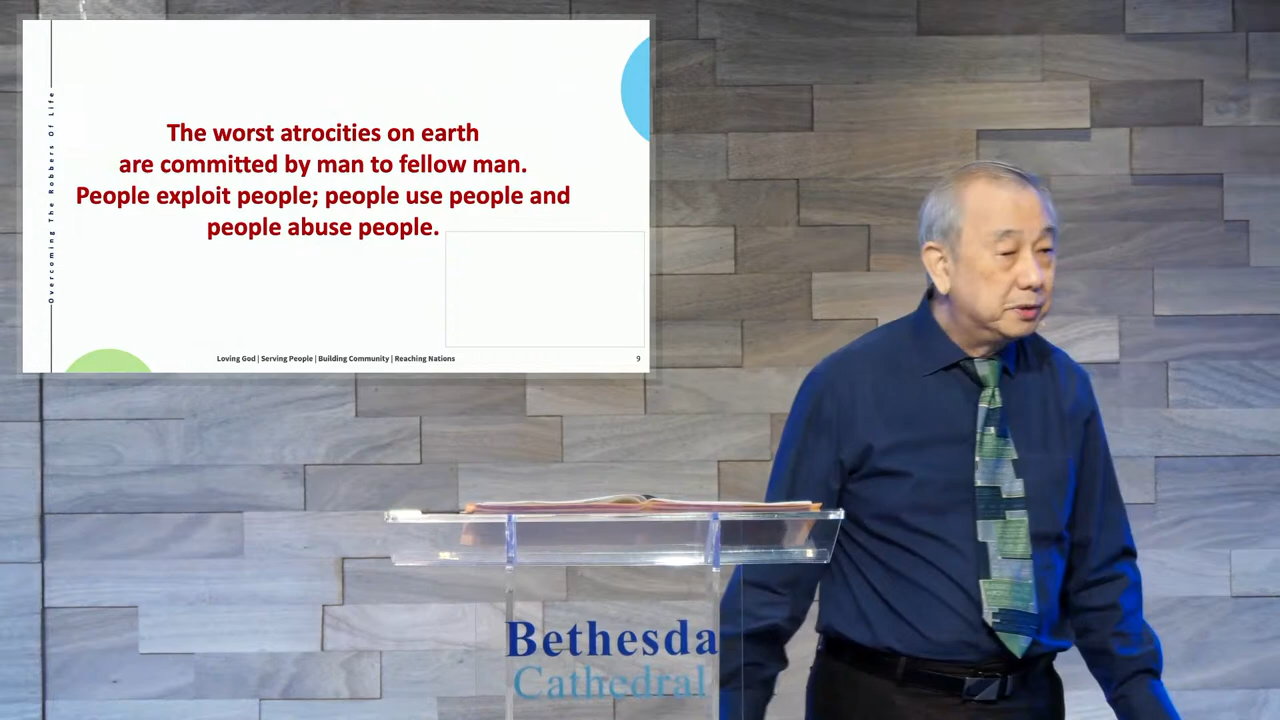 The worst atrocities on earth
are committed by man to fellow man.
People exploit people; people use people and
people abuse people.
Overcoming The Robbers Of Life
Loving God | Serving People | Building Community | Reaching Nations
9
Bethesda
Cathedral